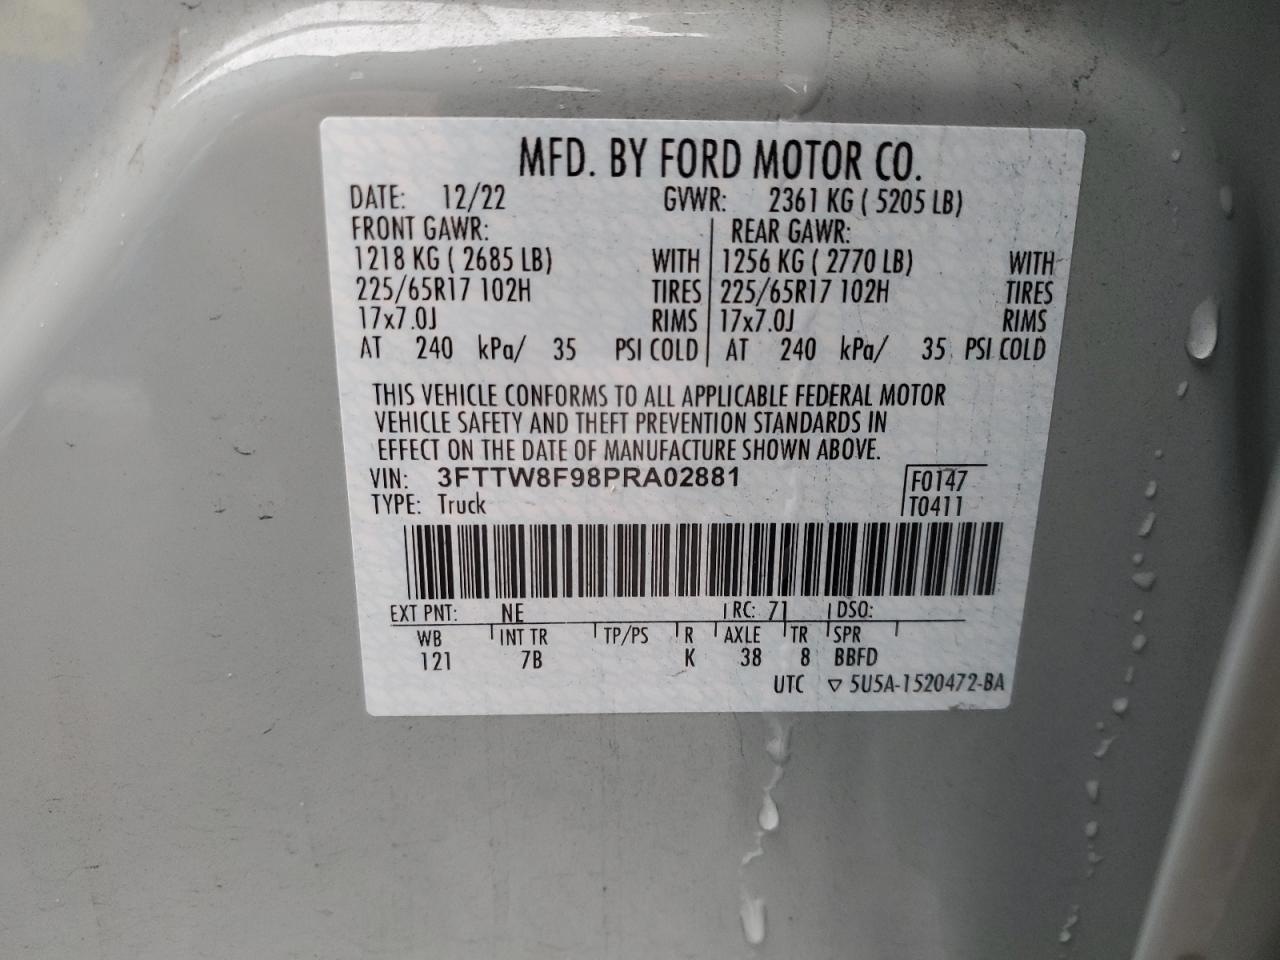 MFD. BY FORD MOTOR CO.
DATE: 12/22 GVWR: 2361 KG ( 5205 LB)
FRONT GAWR: REAR GAWR:
1218 KG ( 2685 LB) WITH 1256 KG ( 2770 LB) WITH
225/65R17 102H TIRES 225/65R17 102H TIRES
17x7.0J RIMS 17x7.0J RIMS
AT 240 kPa/ 35 PSI COLD AT 240 kPa/ 35 PSI COLD
THIS VEHICLE CONFORMS TO ALL APPLICABLE FEDERAL MOTOR
VEHICLE SAFETY AND THEFT PREVENTION STANDARDS IN
EFFECT ON THE DATE OF MANUFACTURE SHOWN ABOVE.
VIN: 3FTTW8F98PRA02881 F0147
TYPE: Truck T0411
EXT PNT: NE RC: 71 DSO:
WB INT TR TP/PS R AXLE TR SPR
121 7B K 38 8 BBFD
UTC ▽ 5U5A-1520472-BA